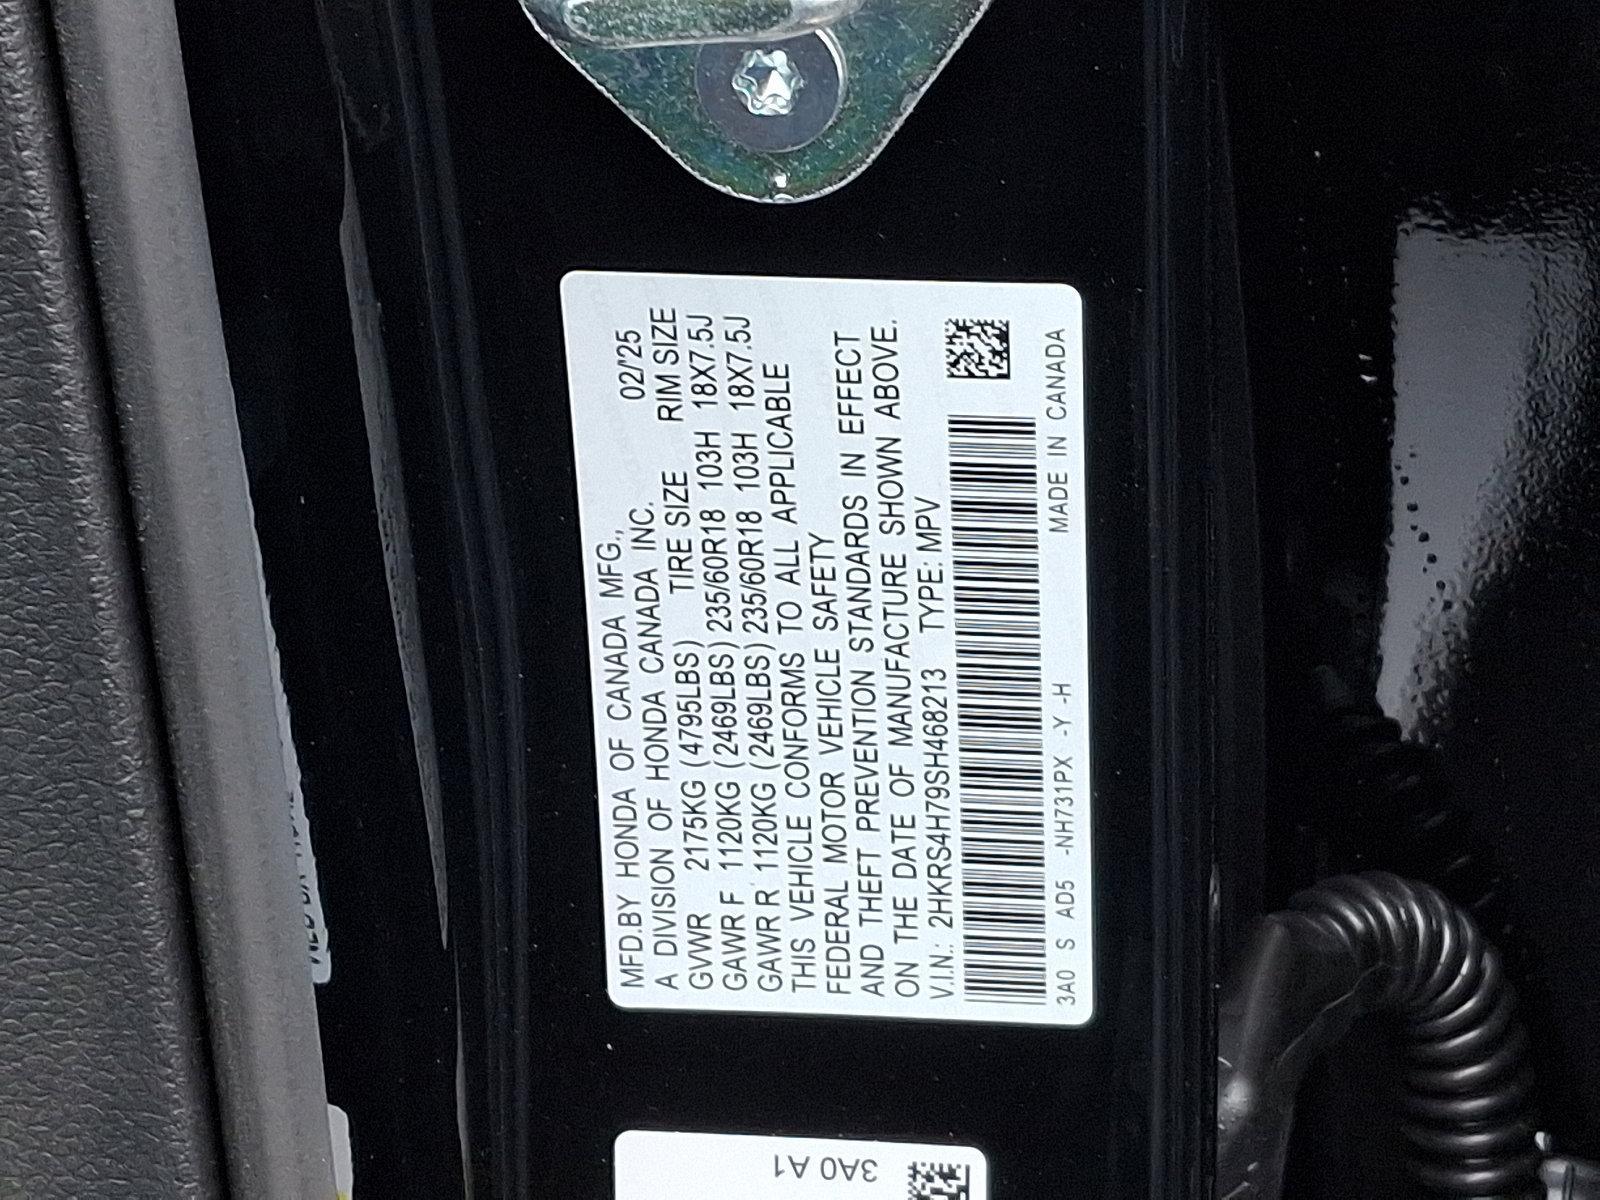 MFD.BY HONDA OF CANADA MFG., 02/'25
A DIVISION OF HONDA CANADA INC.
GVWR 2175KG (4795LBS) TIRE SIZE RIM SIZE
GAWR F 1120KG (2469LBS) 235/60R18 103H 18X7.5J
GAWR R 1120KG (2469LBS) 235/60R18 103H 18X7.5J
THIS VEHICLE CONFORMS TO ALL APPLICABLE
FEDERAL MOTOR VEHICLE SAFETY
AND THEFT PREVENTION STANDARDS IN EFFECT
ON THE DATE OF MANUFACTURE SHOWN ABOVE.
V.I.N.: 2HKRS4H79SH468213 TYPE: MPV
3A0 S AD5 -NH731PX -Y -H MADE IN CANADA
3A0 A1